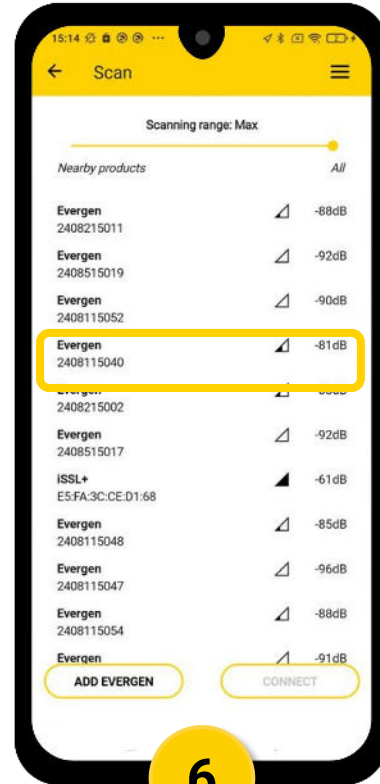 15:14
Scan
Scanning range: Max
Nearby products All
Evergen -88dB
2408215011
Evergen -92dB
2408515019
Evergen -90dB
2408115052
Evergen -81dB
2408115040
2408215002
Evergen -92dB
2408515017
iSSL+ -61dB
E5:FA:3C:CE:D1:68
Evergen -85dB
2408115048
Evergen -96dB
2408115047
Evergen -88dB
2408115054
Evergen -91dB
ADD EVERGEN CONNECT
6